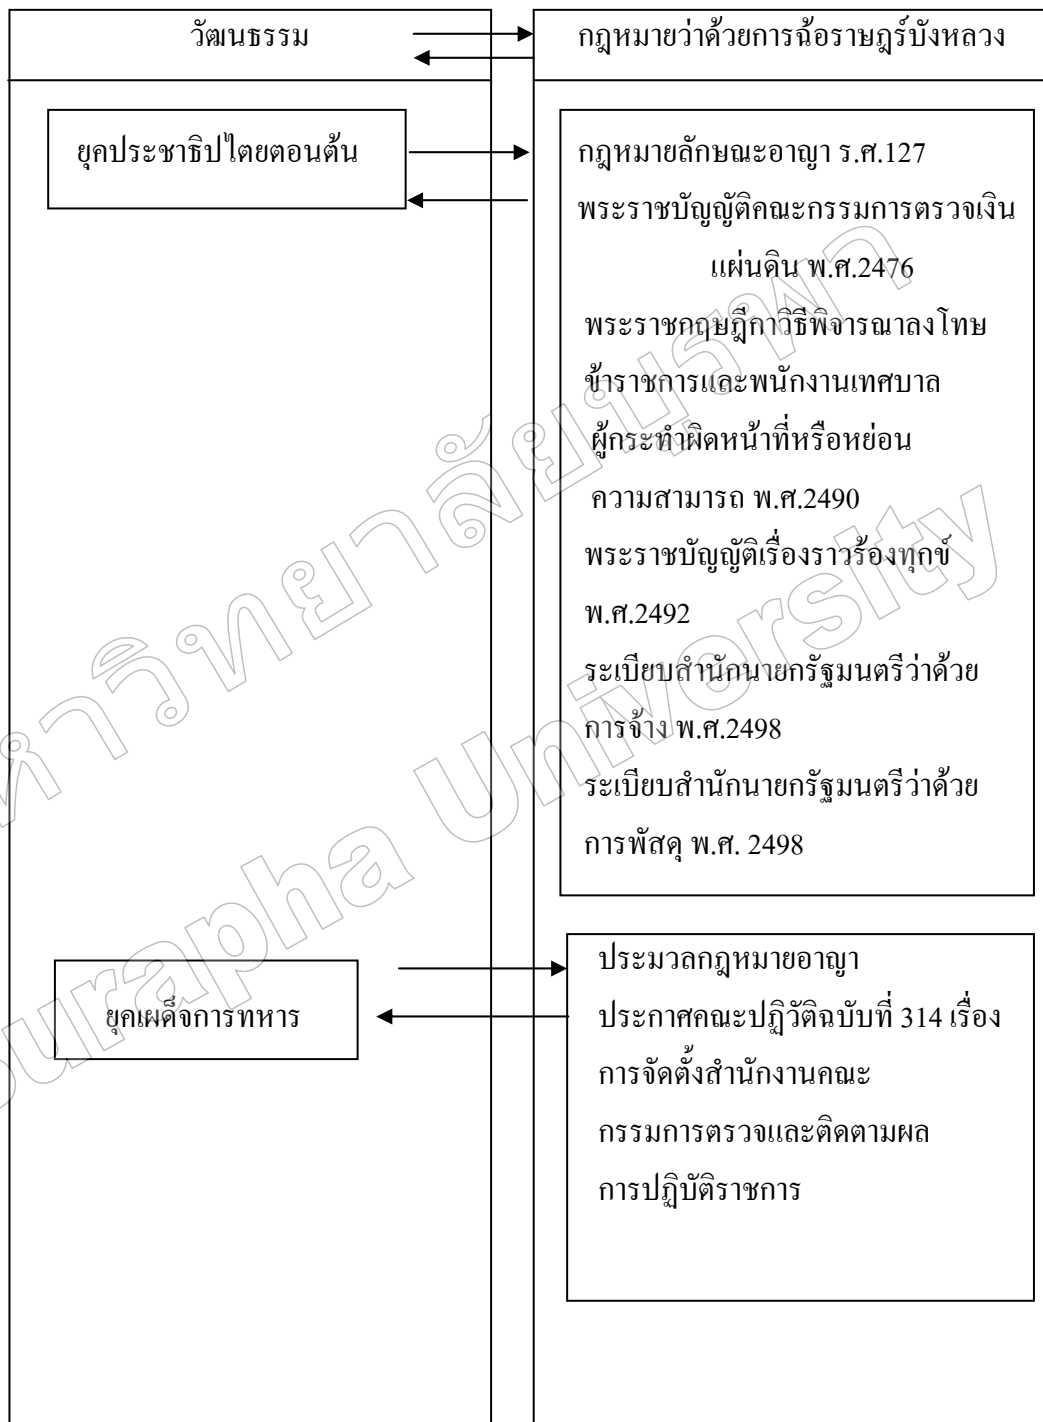 วัฒนธรรม
กฎหมายว่าด้วยการฉ้อราษฎร์บังหลวง
ยุคประชาธิปไตยตอนต้น
กฎหมายลักษณะอาญา ร.ศ.127
พระราชบัญญัติคณะกรรมการตรวจเงิน
แผ่นดิน พ.ศ.2476
พระราชกฤษฎีกาวิธีพิจารณาลงโทษ
ข้าราชการและพนักงานเทศบาล
ผู้กระทำผิดหน้าที่หรือหย่อน
ความสามารถ พ.ศ.2490
พระราชบัญญัติเรื่องราวร้องทุกข์
พ.ศ.2492
ระเบียบสำนักนายกรัฐมนตรีว่าด้วย
การจ้าง พ.ศ.2498
ระเบียบสำนักนายกรัฐมนตรีว่าด้วย
การพัสดุ พ.ศ. 2498
ยุคเผด็จการทหาร
ประมวลกฎหมายอาญา
ประกาศคณะปฏิวัติฉบับที่ 314 เรื่อง
การจัดตั้งสำนักงานคณะ
กรรมการตรวจและติดตามผล
การปฏิบัติราชการ
หาวิทยาลัยบูรพา
urapha University